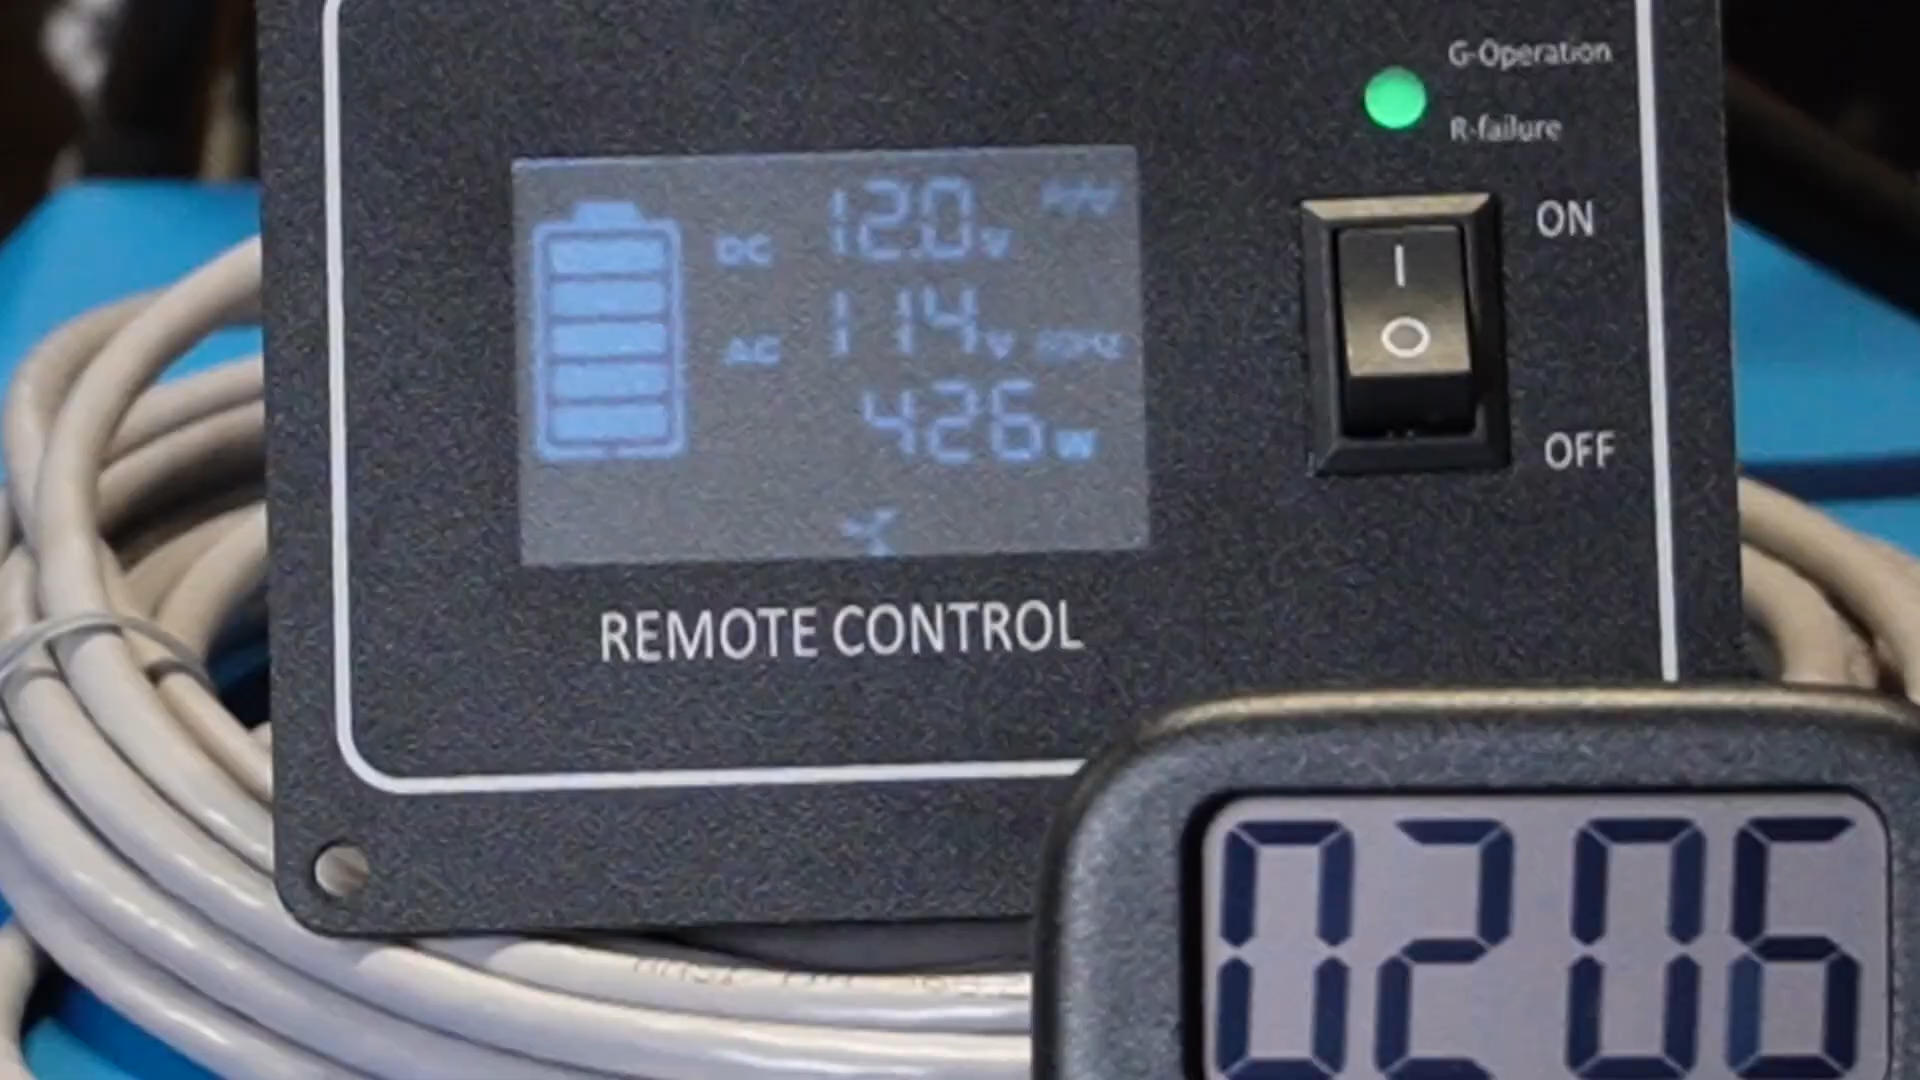 G-Operation
R-failure
DC 12.0V
ON
AC 114V
426W
OFF
REMOTE CONTROL
0206